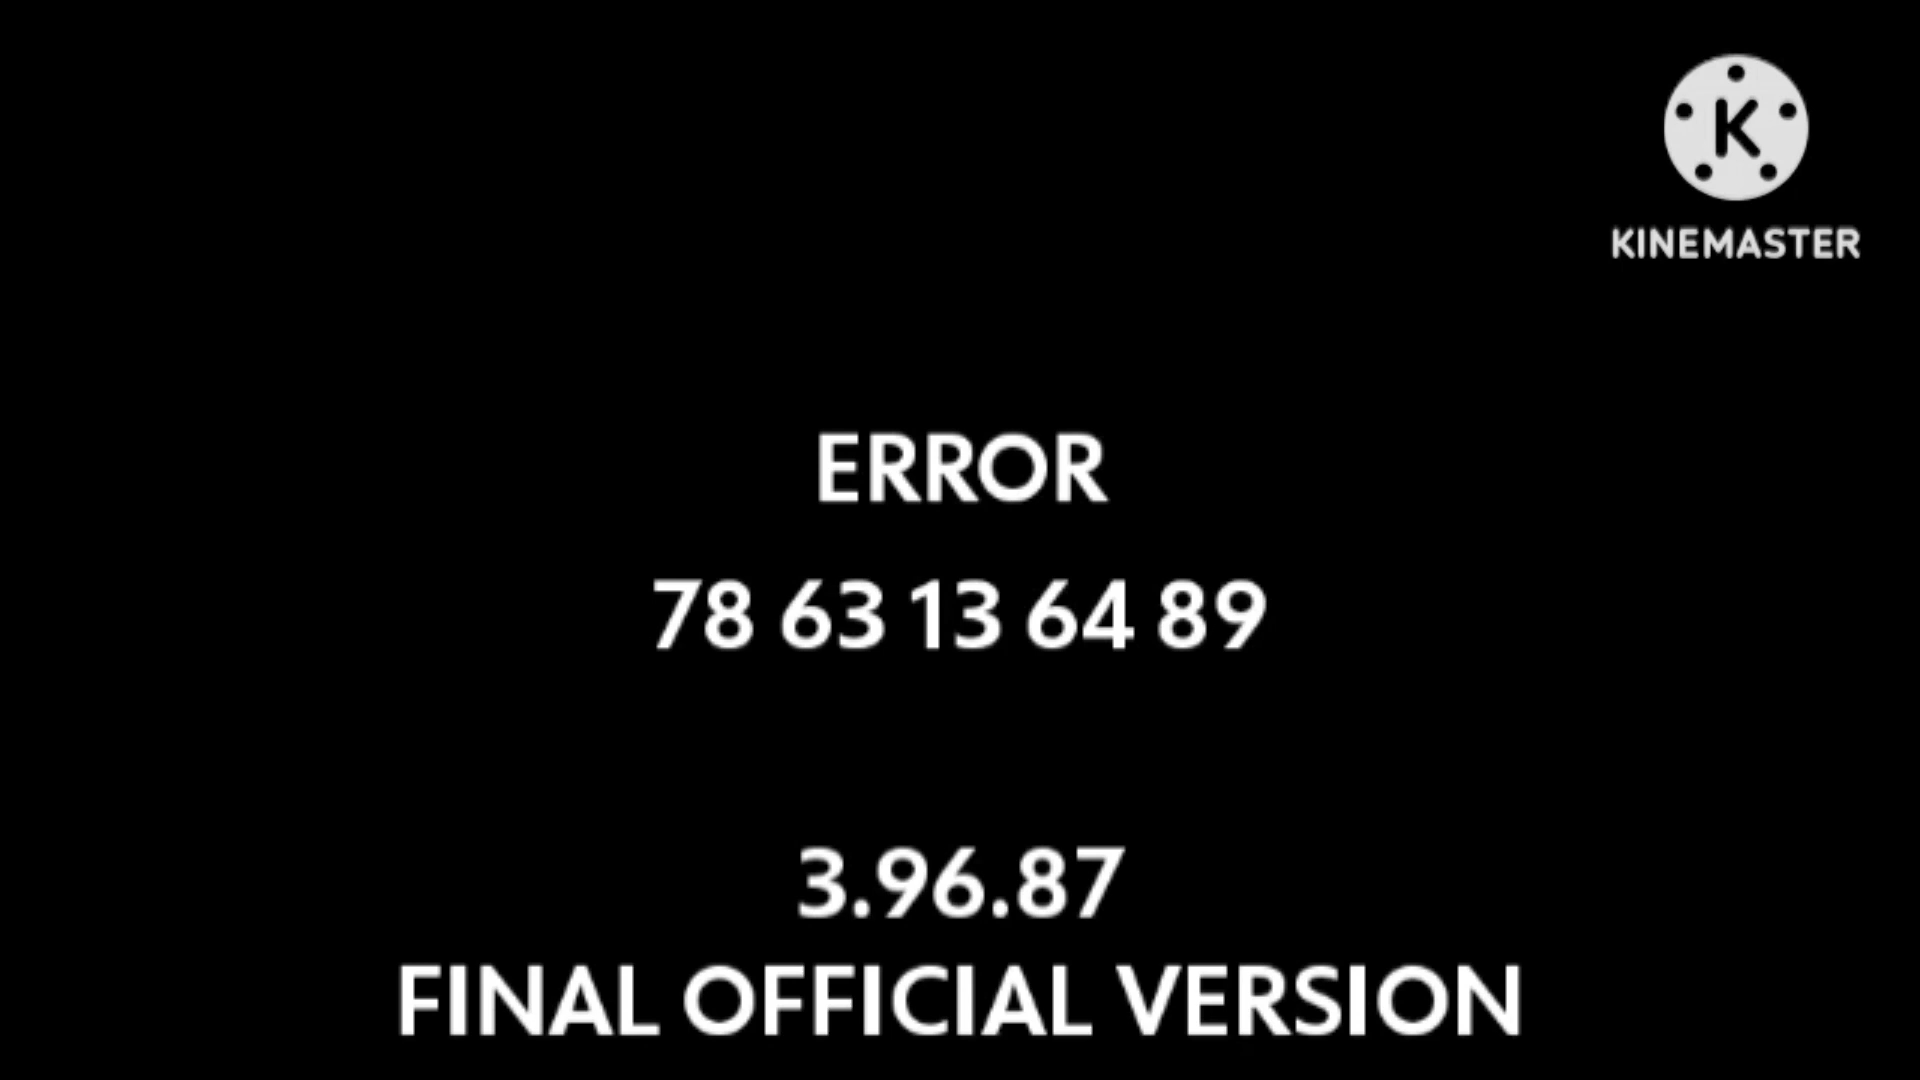 K
KINEMASTER
ERROR
78 63 13 64 89
3.96.87
FINAL OFFICIAL VERSION